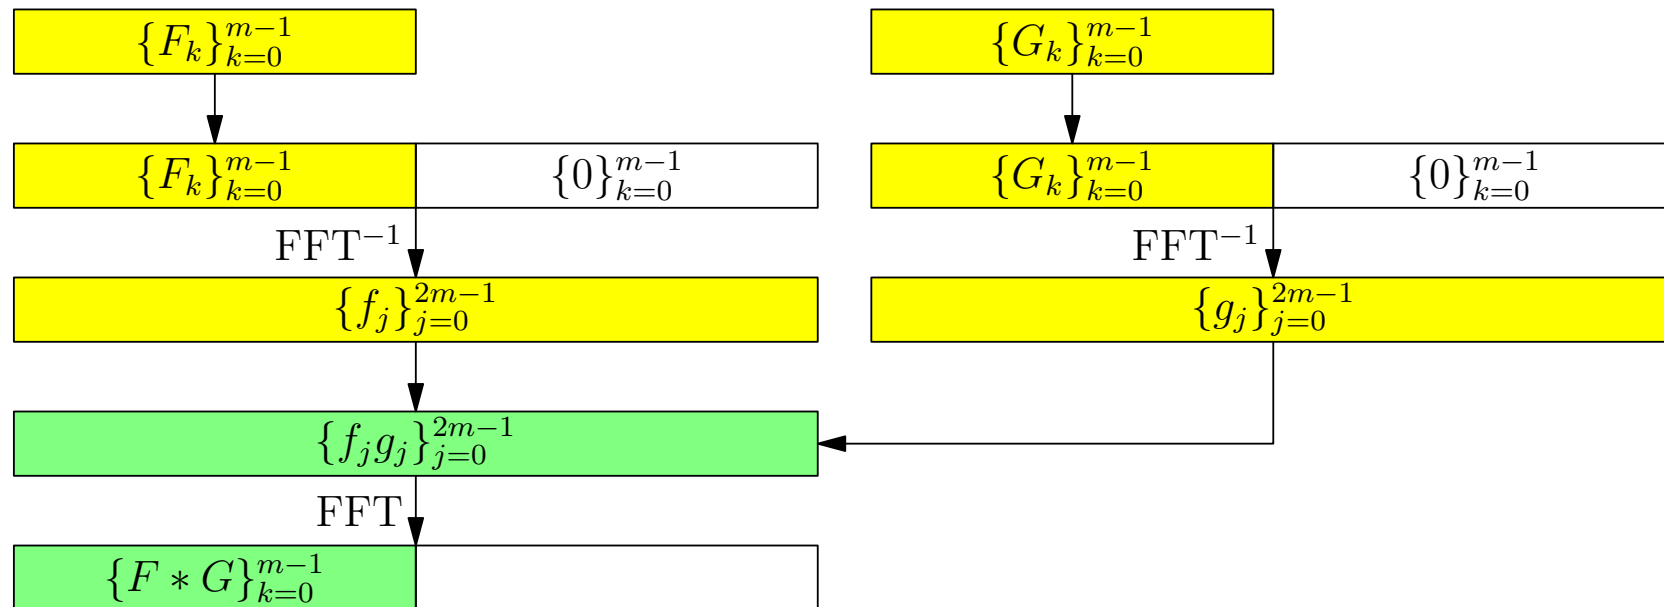 {F_k}_{k=0}^{m−1} {G_k}_{k=0}^{m−1}
{F_k}_{k=0}^{m−1} {0}_{k=0}^{m−1} {G_k}_{k=0}^{m−1} {0}_{k=0}^{m−1}
FFT^{−1} FFT^{−1}
{f_j}_{j=0}^{2m−1} {g_j}_{j=0}^{2m−1}
{f_j g_j}_{j=0}^{2m−1}
FFT
{F ∗ G}_{k=0}^{m−1}